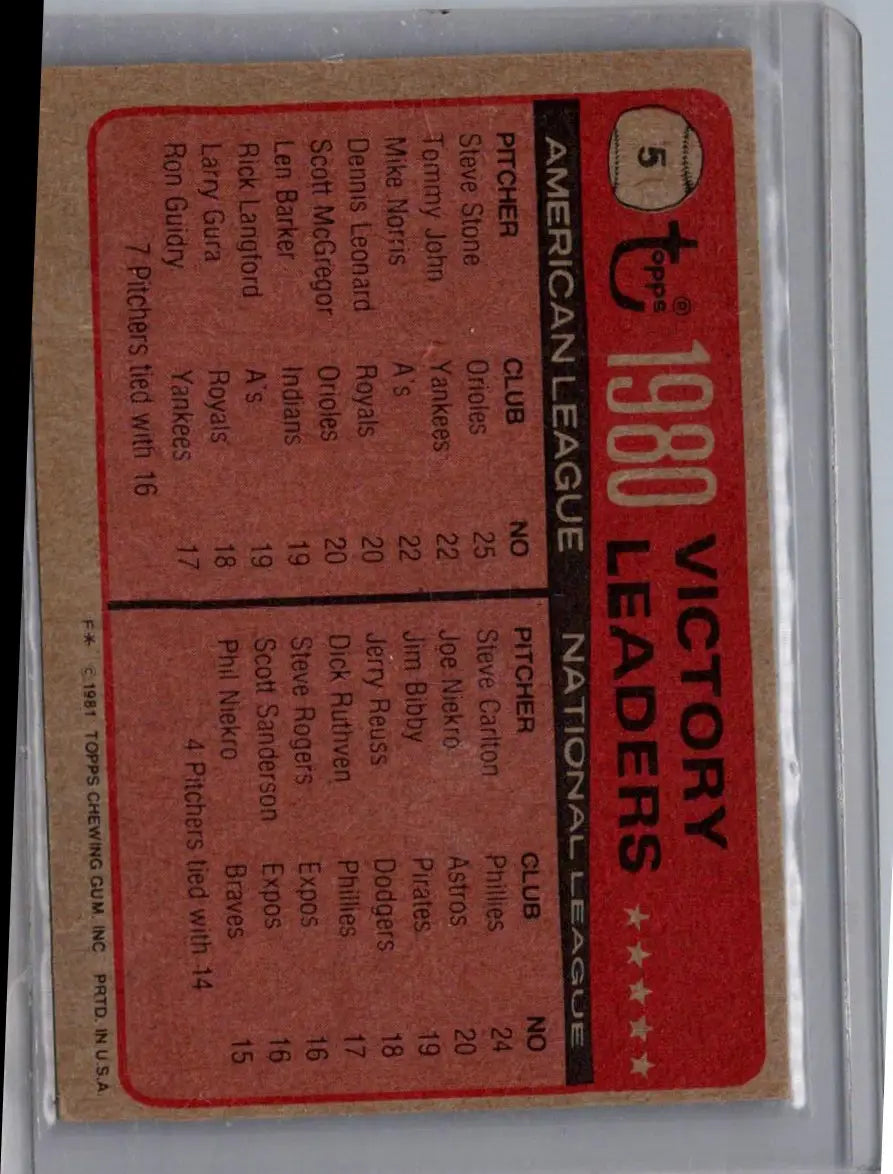 5 Topps® 1980 VICTORY
LEADERS
AMERICAN LEAGUE
PITCHER CLUB NO
Steve Stone Orioles 25
Tommy John Yankees 22
Mike Norris A's 22
Dennis Leonard Royals 20
Scott McGregor Orioles 20
Len Barker Indians 19
Rick Langford A's 19
Larry Gura Royals 18
Ron Guidry Yankees 17
7 Pitchers tied with 16
NATIONAL LEAGUE
PITCHER CLUB NO
Steve Carlton Phillies 24
Joe Niekro Astros 20
Jim Bibby Pirates 19
Jerry Reuss Dodgers 18
Dick Ruthven Phillies 17
Steve Rogers Expos 16
Scott Sanderson Expos 16
Phil Niekro Braves 15
4 Pitchers tied with 14
F* © 1981 TOPPS CHEWING GUM, INC PRTD. IN U.S.A.